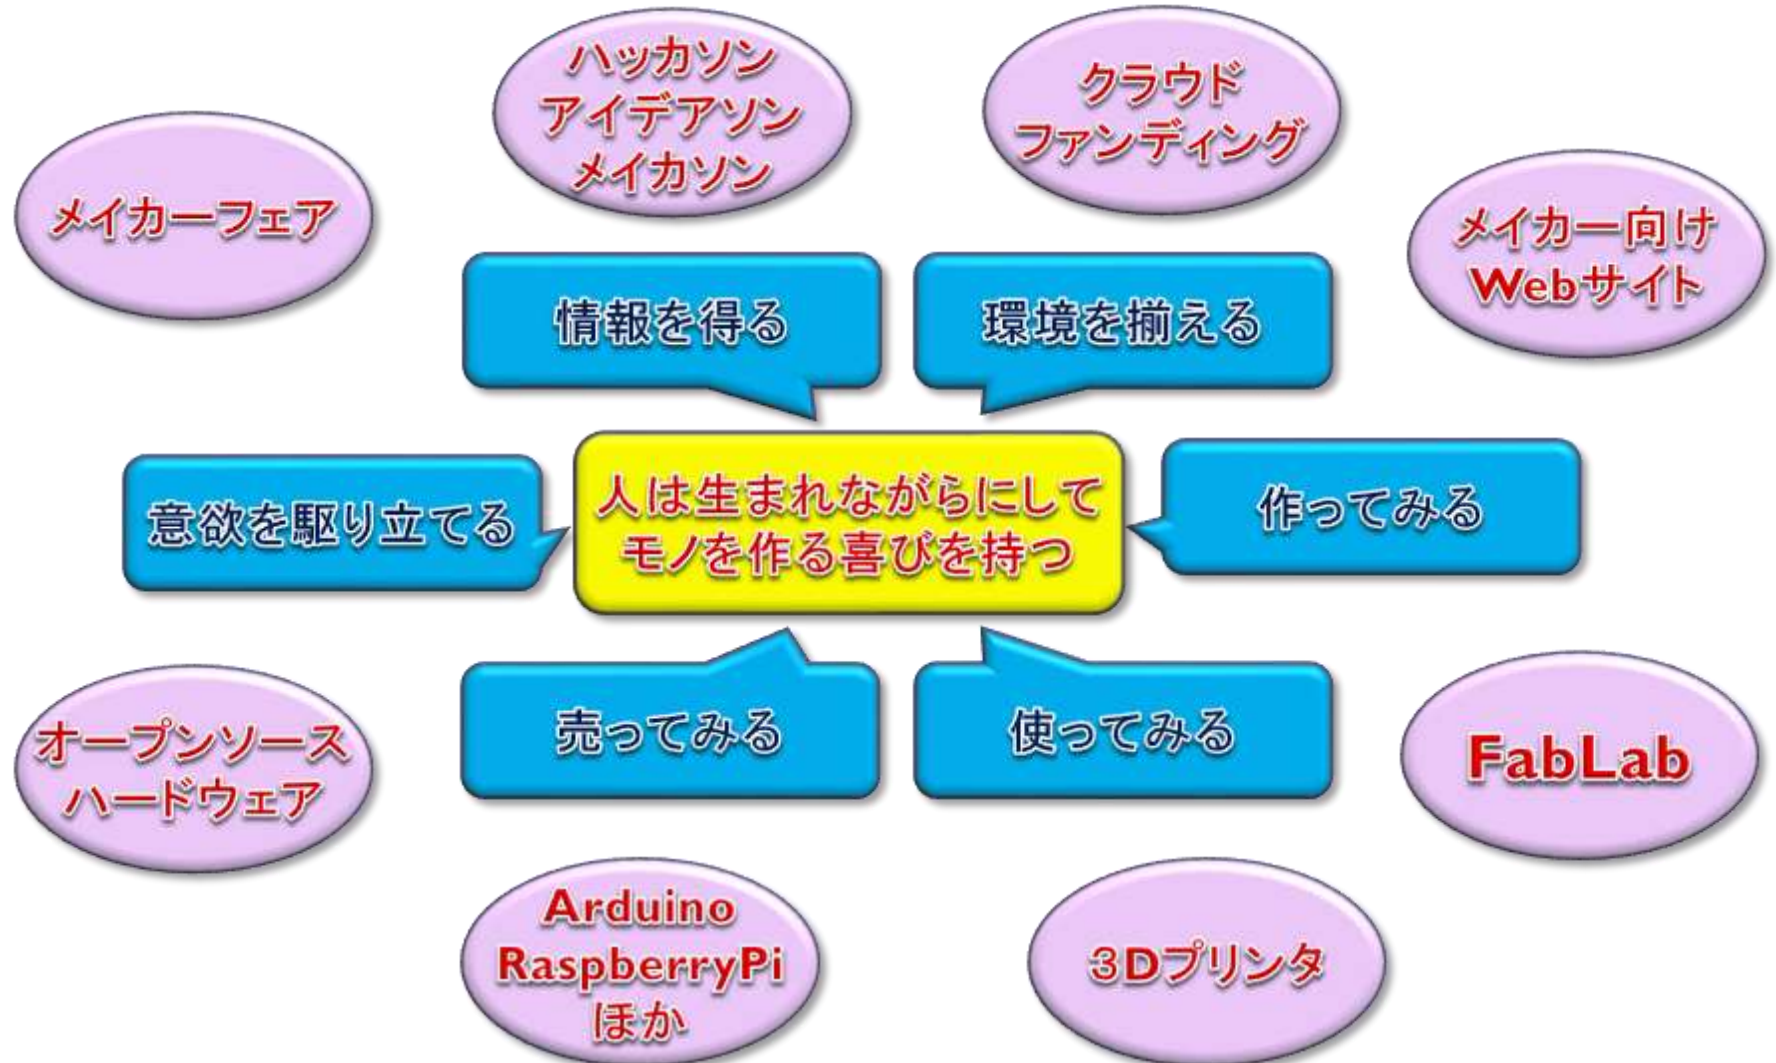 ハッカソン
アイデアソン
メイカソン
クラウド
ファンディング
メイカーフェア
メイカー向け
Webサイト
情報を得る
環境を揃える
意欲を駆り立てる
人は生まれながらにして
モノを作る喜びを持つ
作ってみる
売ってみる
使ってみる
オープンソース
ハードウェア
FabLab
Arduino
RaspberryPi
ほか
３Dプリンタ